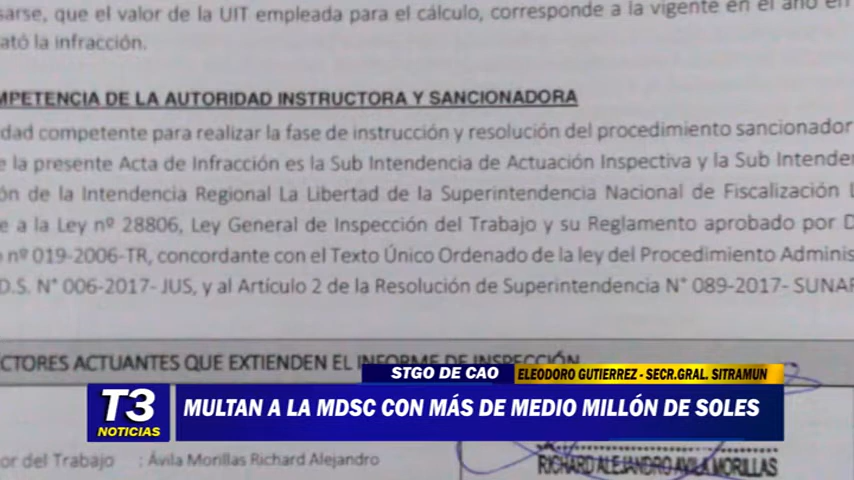 sarse, que el valor de la UIT empleada para el cálculo, corresponde a la vigente en el año en
ató la infracción.
MPETENCIA DE LA AUTORIDAD INSTRUCTORA Y SANCIONADORA
dad competente para realizar la fase de instrucción y resolución del procedimiento sancionador
e la presente Acta de Infracción es la Sub Intendencia de Actuación Inspectiva y la Sub Intende
ón de la Intendencia Regional La Libertad de la Superintendencia Nacional de Fiscalización L
e a la Ley nº 28806, Ley General de Inspección del Trabajo y su Reglamento aprobado por D
nº 019-2006-TR, concordante con el Texto Único Ordenado de la ley del Procedimiento Adminis
D.S. N° 006-2017- JUS, y al Artículo 2 de la Resolución de Superintendencia N° 089-2017- SUNAF
CTORES ACTUANTES QUE EXTIENDEN EL INFORME DE INSPECCIÓN
STGO DE CAO
ELEODORO GUTIERREZ - SECR.GRAL. SITRAMUN
T3
NOTICIAS
MULTAN A LA MDSC CON MÁS DE MEDIO MILLÓN DE SOLES
or del Trabajo : Ávila Morillas Richard Alejandro
RICHARD ALEJANDRO AVILA MORILLAS